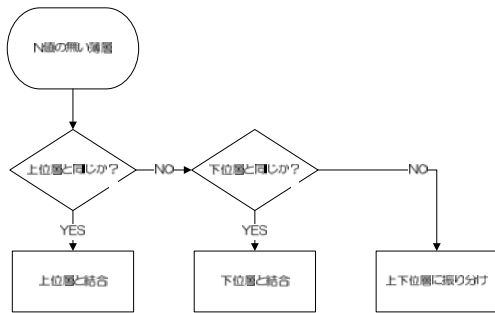 N値の無い薄層
上位層と同じか？
NO
下位層と同じか？
NO
YES
YES
上位層と結合
下位層と結合
上下位層に振り分け